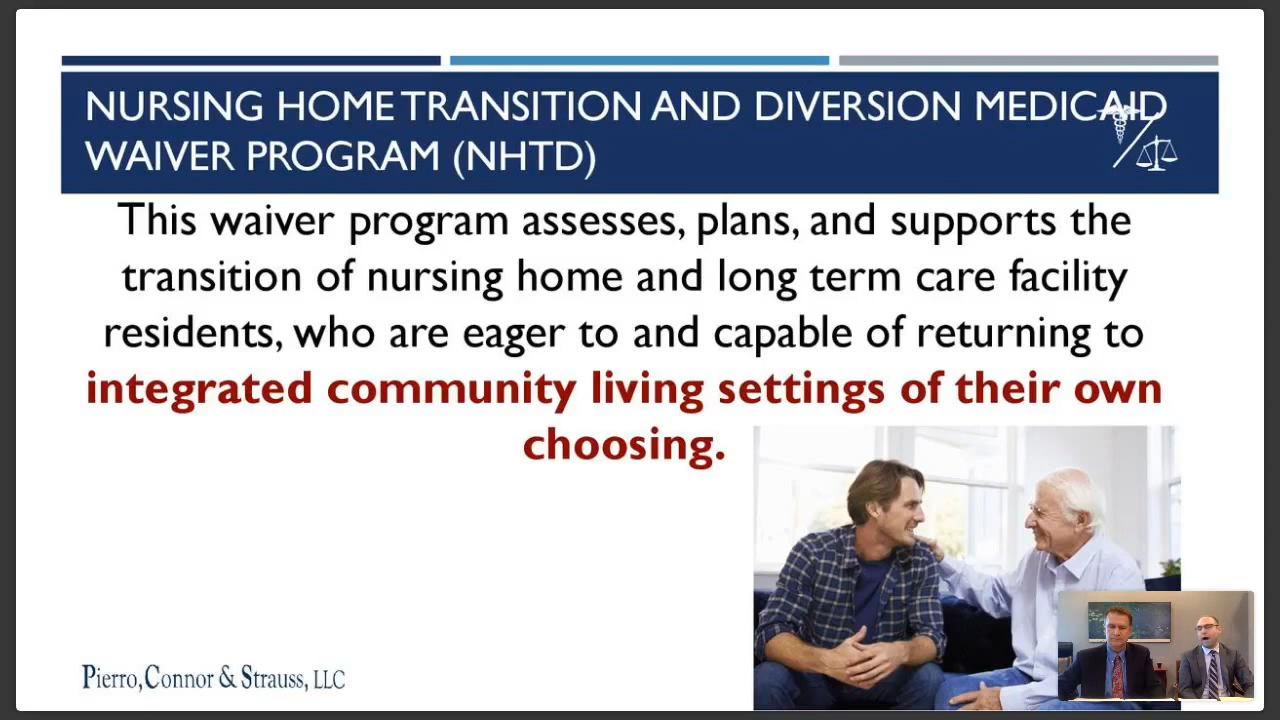 NURSING HOME TRANSITION AND DIVERSION MEDICAID
WAIVER PROGRAM (NHTD)
This waiver program assesses, plans, and supports the
transition of nursing home and long term care facility
residents, who are eager to and capable of returning to
integrated community living settings of their own
choosing.
Pierro, Connor & Strauss, LLC